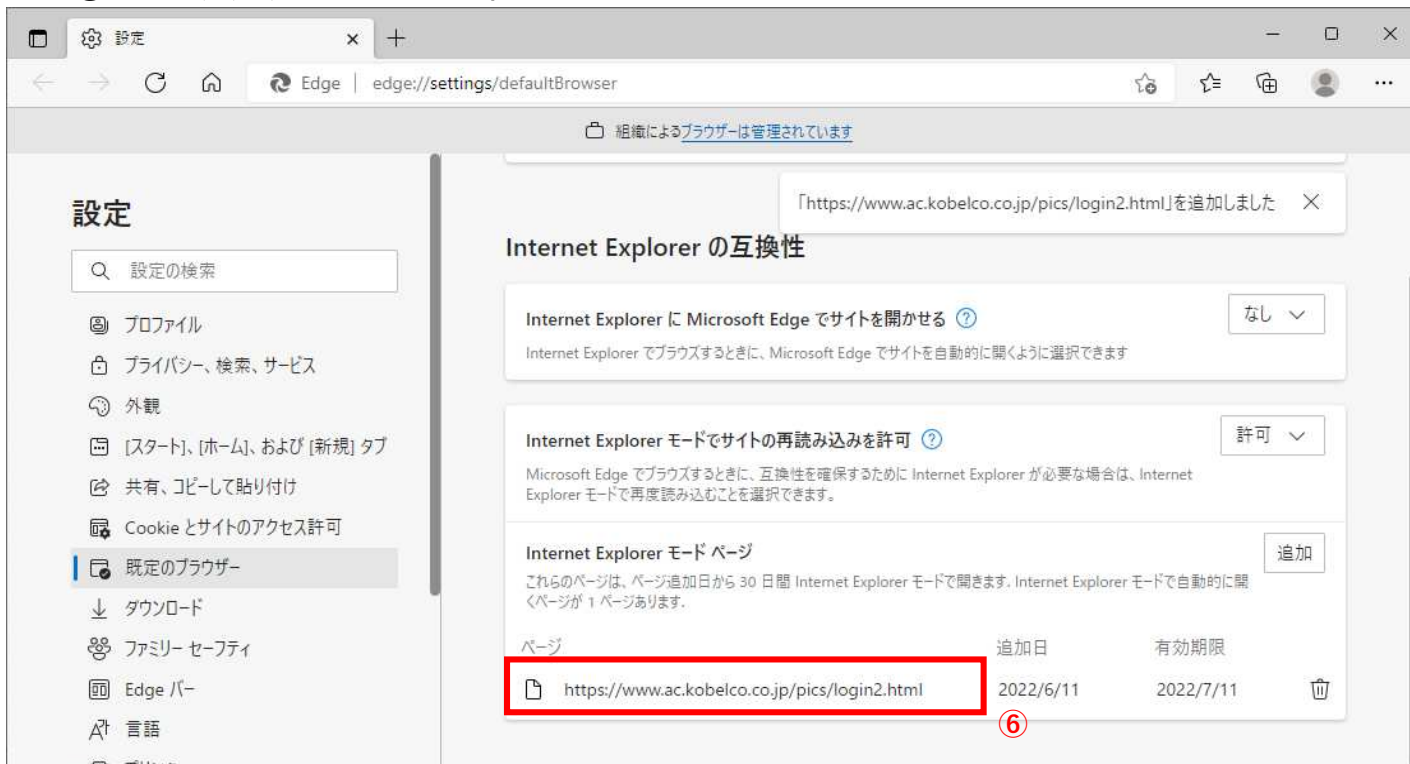 設定
Edge
edge://settings/defaultBrowser
組織によるブラウザーは管理されています
設定
設定の検索
プロファイル
プライバシー、検索、サービス
外観
[スタート]、[ホーム]、および [新規] タブ
共有、コピーして貼り付け
Cookie とサイトのアクセス許可
既定のブラウザー
ダウンロード
ファミリー セーフティ
Edge バー
言語
「https://www.ac.kobelco.co.jp/pics/login2.html」を追加しました
Internet Explorer の互換性
Internet Explorer に Microsoft Edge でサイトを開かせる
なし
Internet Explorer でブラウズするときに、Microsoft Edge でサイトを自動的に開くように選択できます
Internet Explorer モードでサイトの再読み込みを許可
許可
Microsoft Edge でブラウズするときに、互換性を確保するために Internet Explorer が必要な場合は、Internet
Explorer モードで再度読み込むことを選択できます。
Internet Explorer モード ページ
追加
これらのページは、ページ追加日から 30 日間 Internet Explorer モードで開きます. Internet Explorer モードで自動的に開
くページが 1 ページあります.
ページ 追加日 有効期限
https://www.ac.kobelco.co.jp/pics/login2.html 2022/6/11 2022/7/11
⑥